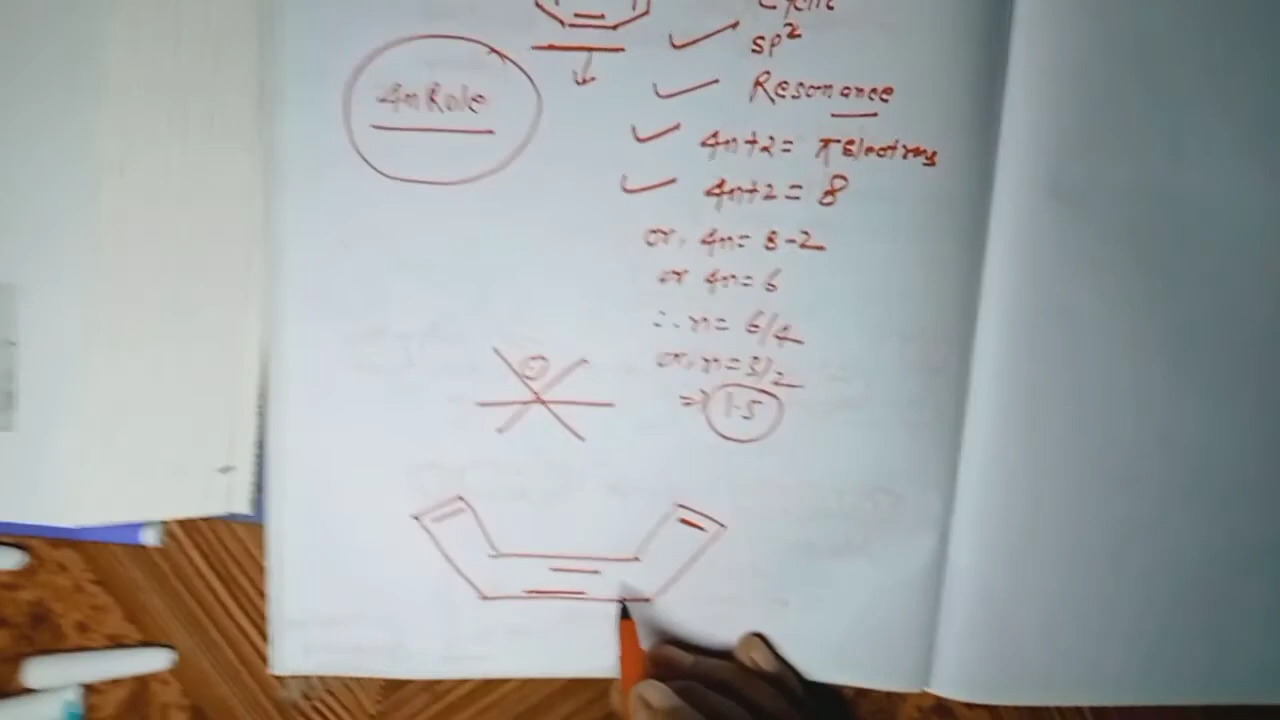 Cyclic
sp²
4n Rule
Resonance
4n+2 = π Electrons
4n+2 = 8
or, 4n = 8-2
or 4n = 6
∴ n = 6/4
or, n = 3/2
⇒ 1.5